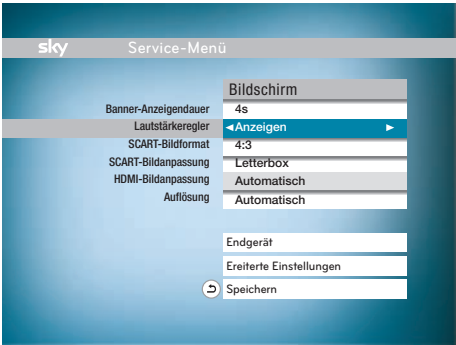 sky Service-Menü
Bildschirm
Banner-Anzeigendauer 4s
Lautstärkeregler Anzeigen
SCART-Bildformat 4:3
SCART-Bildanpassung Letterbox
HDMI-Bildanpassung Automatisch
Auflösung Automatisch
Endgerät
Ereiterte Einstellungen
Speichern